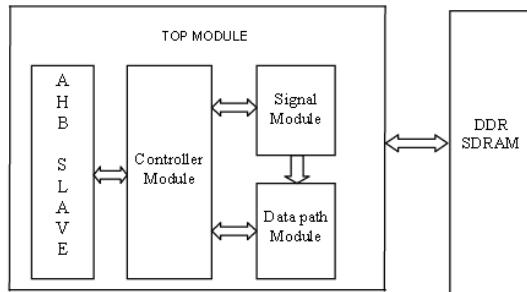 TOP MODULE
A
H
B
S
L
A
V
E
Controller
Module
Signal
Module
Data path
Module
DDR
SDRAM